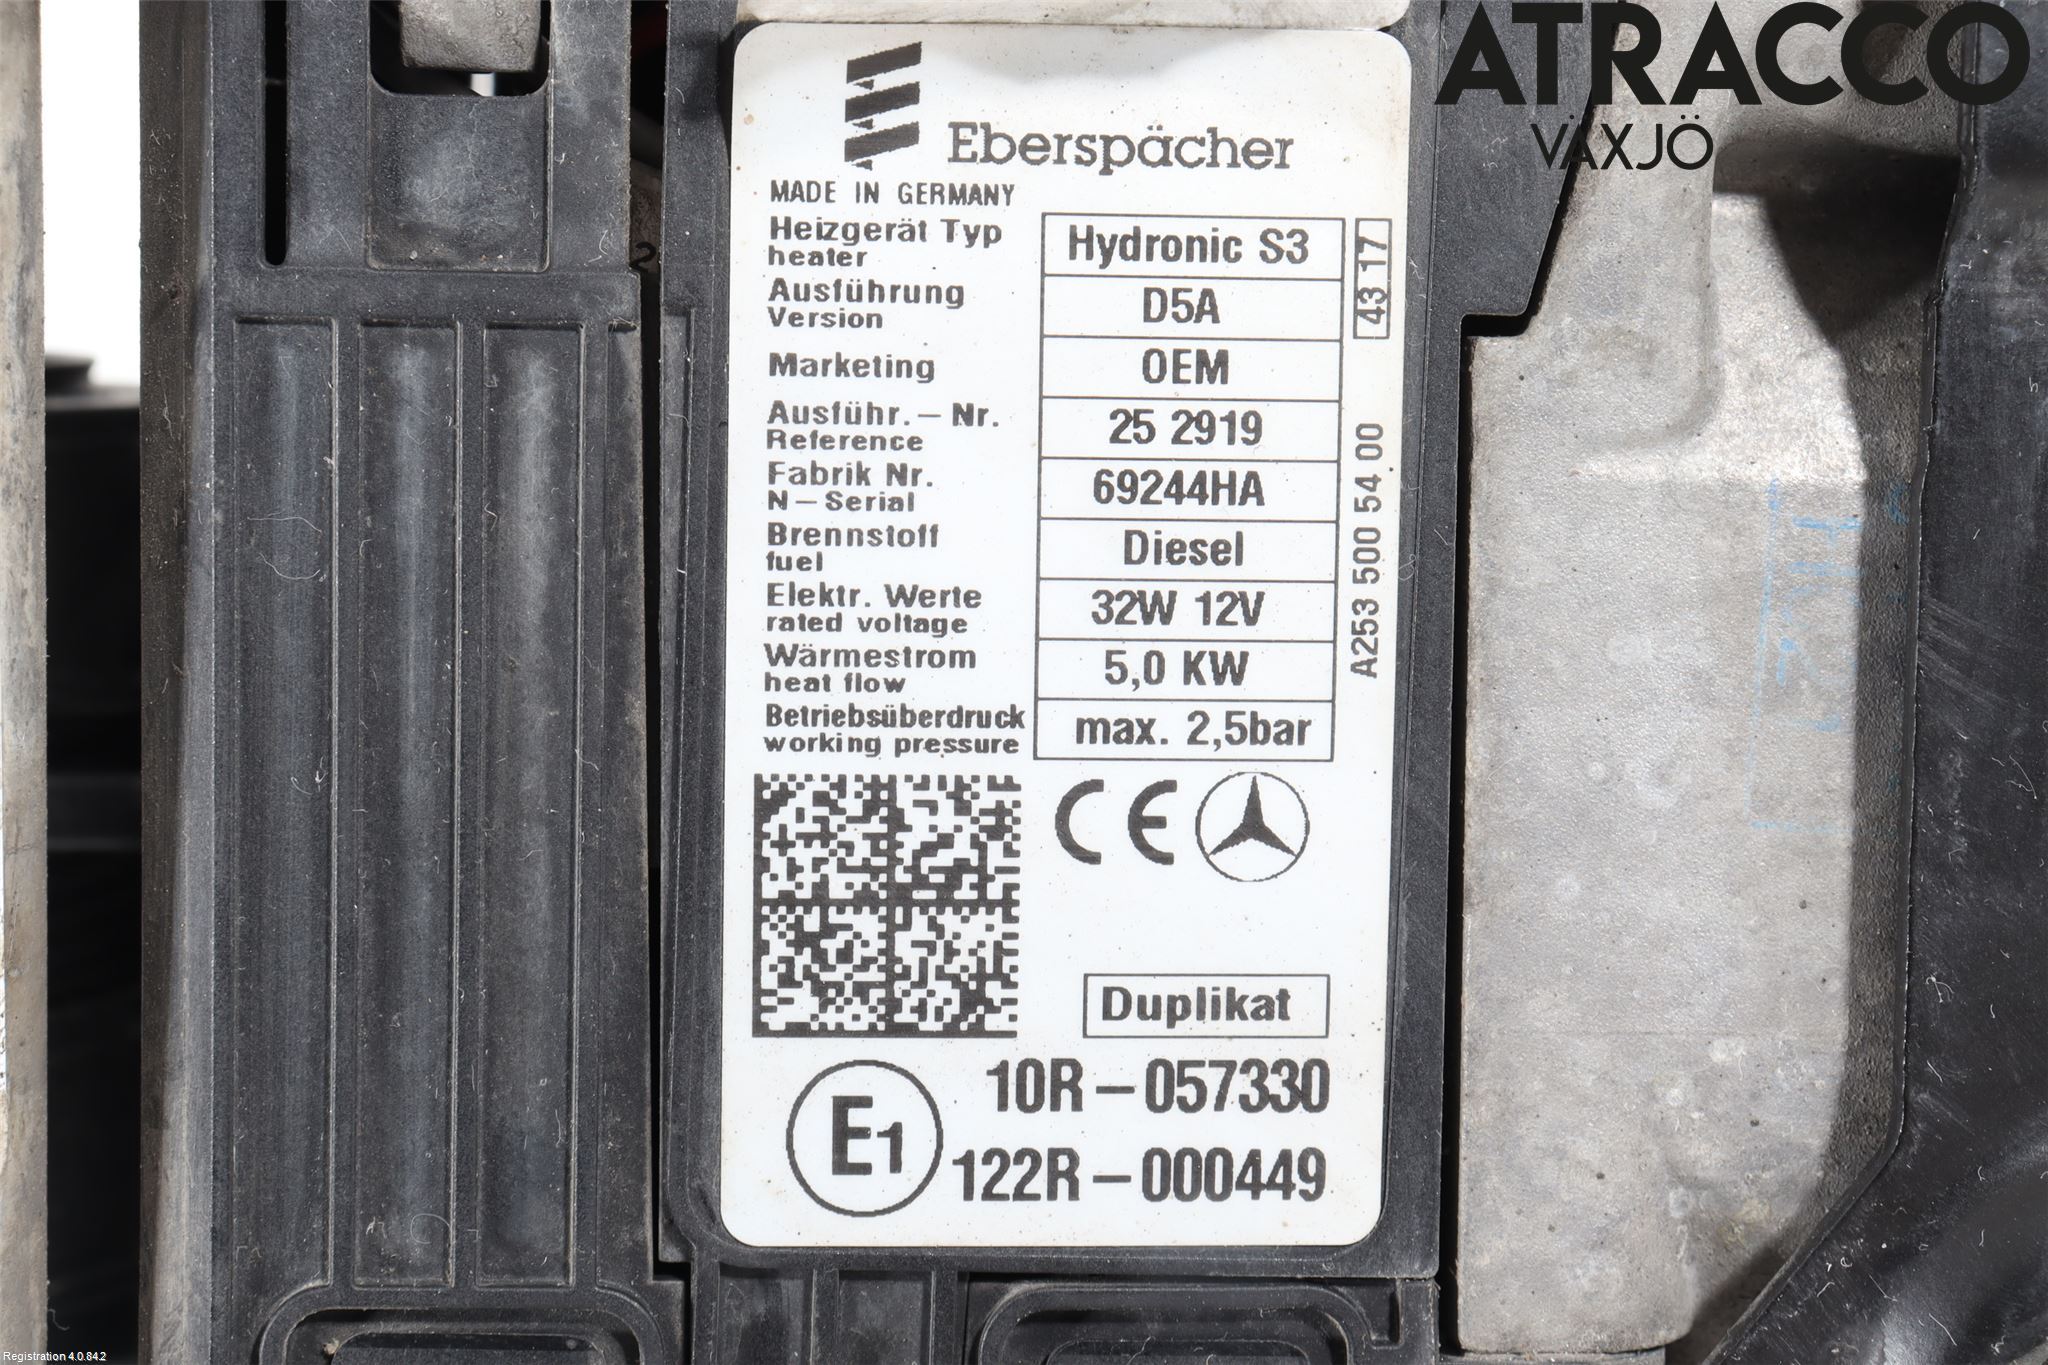 ATRACCO
VÄXJÖ
Eberspächer
MADE IN GERMANY
Heizgerät Typ
heater
Hydronic S3
43 17
Ausführung
Version
D5A
Marketing
OEM
Ausführ. – Nr.
Reference
25 2919
Fabrik Nr.
N – Serial
69244HA
Brennstoff
fuel
Diesel
Elektr. Werte
rated voltage
32W 12V
Wärmestrom
heat flow
5,0 KW
Betriebsüberdruck
working pressure
max. 2,5bar
A253 500 54 00
CE
Duplikat
E1
10R – 057330
122R – 000449
Registration 4.0.84.2